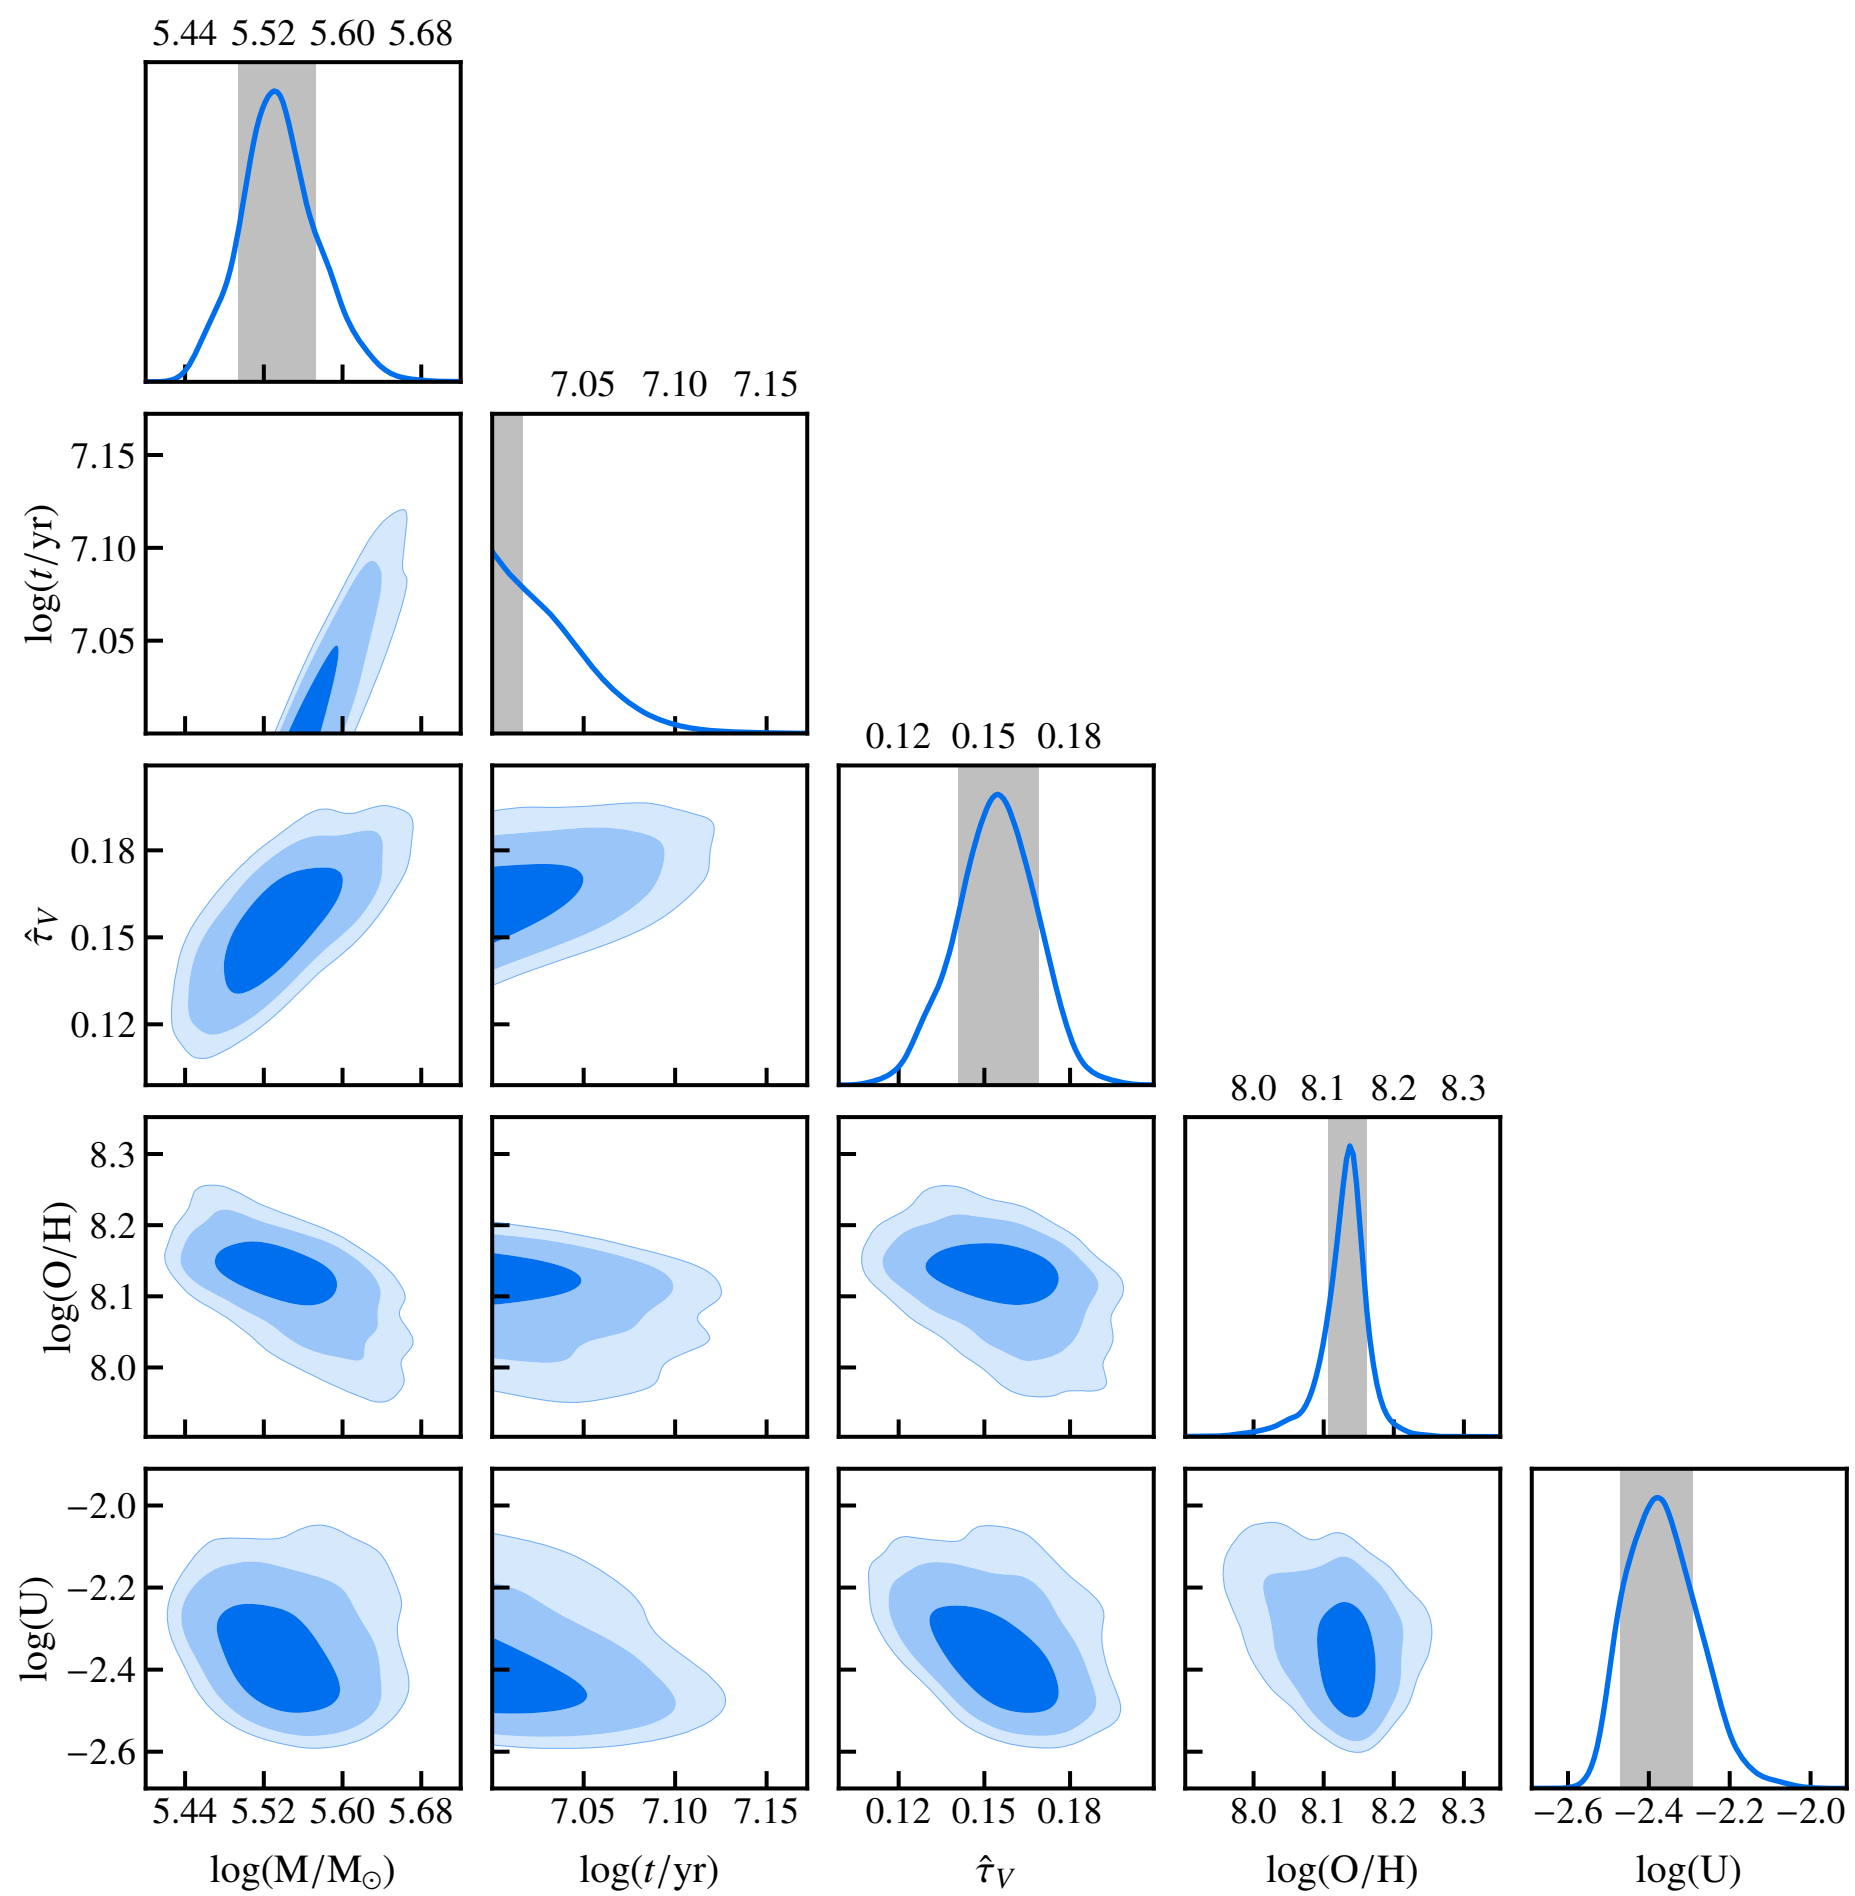 5.44 5.52 5.60 5.68
7.05 7.10 7.15
7.15
7.10
7.05
log(t/yr)
0.12 0.15 0.18
0.18
0.15
0.12
τ̂V
8.0 8.1 8.2 8.3
8.3
8.2
8.1
8.0
log(O/H)
−2.0
−2.2
−2.4
−2.6
log(U)
5.44 5.52 5.60 5.68 7.05 7.10 7.15 0.12 0.15 0.18 8.0 8.1 8.2 8.3 −2.6 −2.4 −2.2 −2.0
log(M/M⊙) log(t/yr) τ̂V log(O/H) log(U)